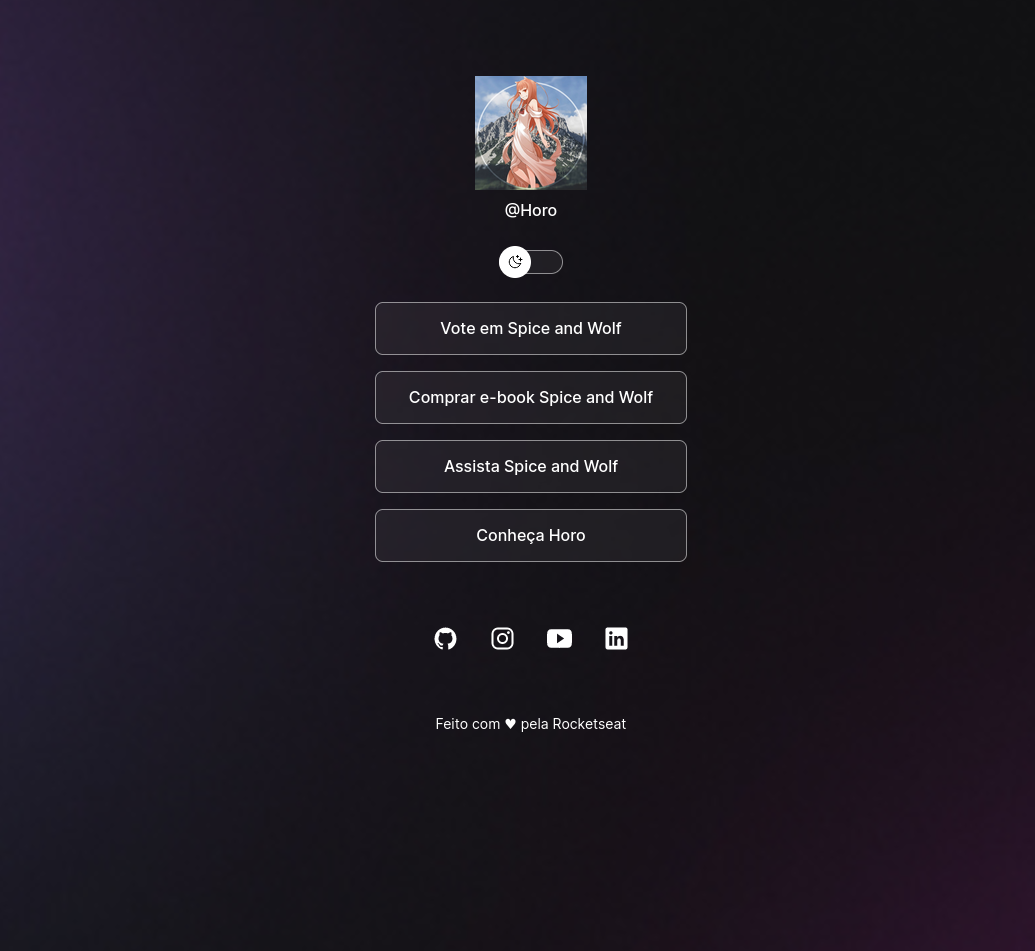 @Horo
Vote em Spice and Wolf
Comprar e-book Spice and Wolf
Assista Spice and Wolf
Conheça Horo
Feito com ♥ pela Rocketseat